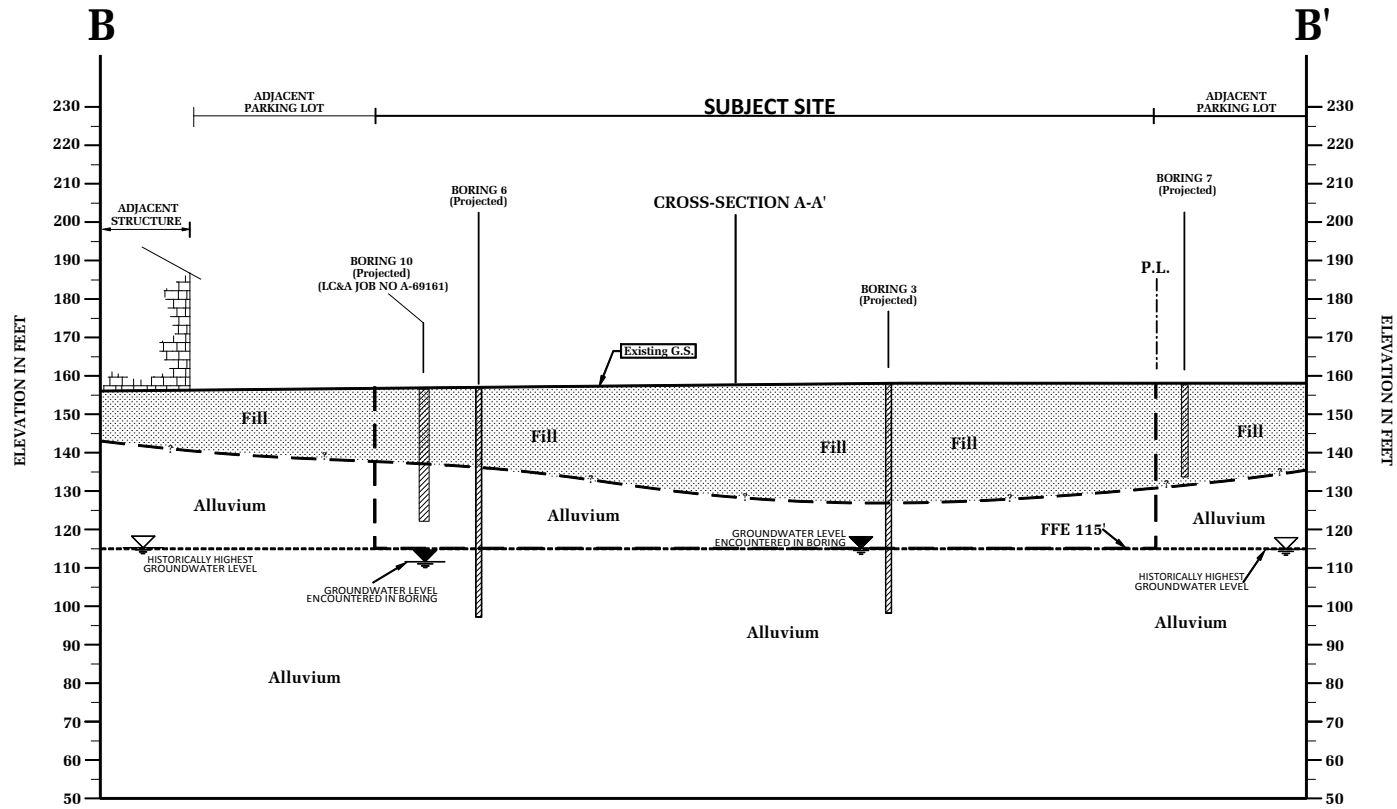 B
B'
ADJACENT
PARKING LOT
SUBJECT SITE
ADJACENT
PARKING LOT
230
220
210
200
190
180
170
160
150
140
130
120
110
100
90
80
70
60
50
230
220
210
200
190
180
170
160
150
140
130
120
110
100
90
80
70
60
50
ELEVATION IN FEET
ELEVATION IN FEET
ADJACENT
STRUCTURE
BORING 6
(Projected)
CROSS-SECTION A-A'
BORING 7
(Projected)
BORING 10
(Projected)
(LC&A JOB NO A-69161)
P.L.
BORING 3
(Projected)
Existing G.S.
Fill
Fill
Fill
Fill
Fill
?
?
?
?
?
?
?
Alluvium
Alluvium
Alluvium
GROUNDWATER LEVEL
ENCOUNTERED IN BORING
FFE 115'
HISTORICALLY HIGHEST
GROUNDWATER LEVEL
GROUNDWATER LEVEL
ENCOUNTERED IN BORING
HISTORICALLY HIGHEST
GROUNDWATER LEVEL
Alluvium
Alluvium
Alluvium